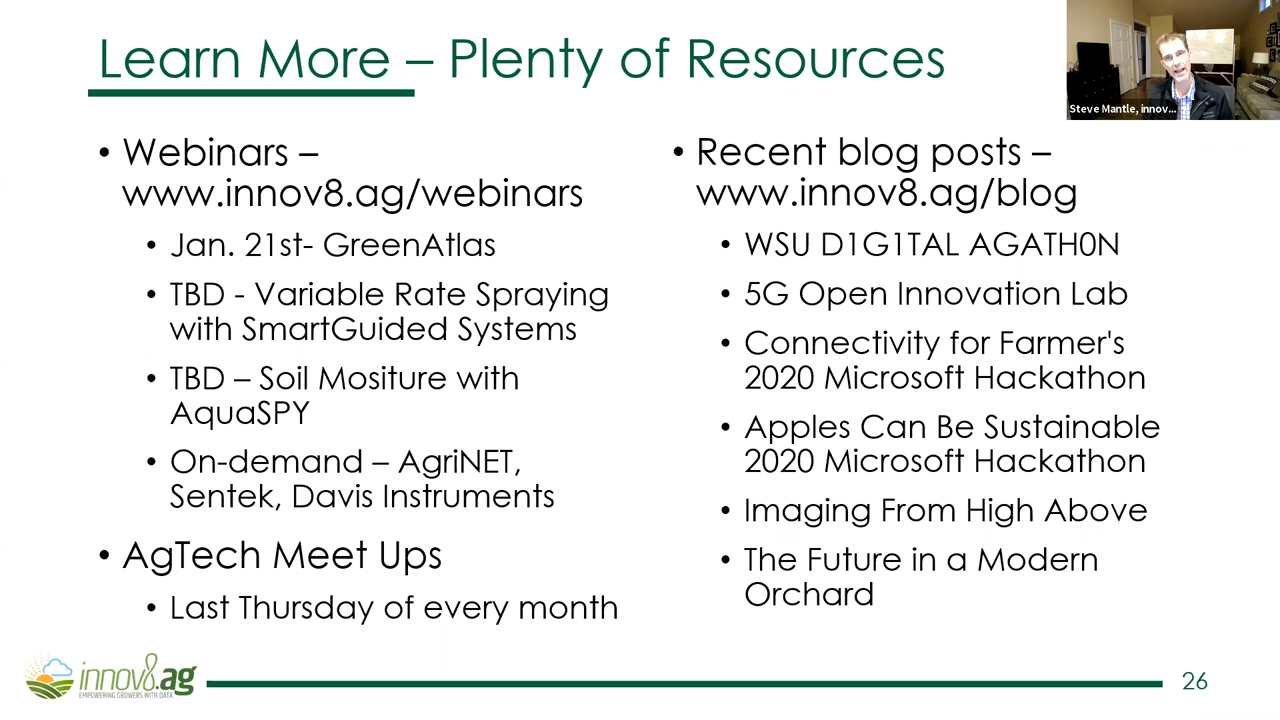 Learn More – Plenty of Resources
Steve Mantle, innov...
• Webinars –
www.innov8.ag/webinars
• Jan. 21st- GreenAtlas
• TBD - Variable Rate Spraying
with SmartGuided Systems
• TBD – Soil Mositure with
AquaSPY
• On-demand – AgriNET,
Sentek, Davis Instruments
• AgTech Meet Ups
• Last Thursday of every month
• Recent blog posts –
www.innov8.ag/blog
• WSU D1G1TAL AGATH0N
• 5G Open Innovation Lab
• Connectivity for Farmer's
2020 Microsoft Hackathon
• Apples Can Be Sustainable
2020 Microsoft Hackathon
• Imaging From High Above
• The Future in a Modern
Orchard
innov8.ag
EMPOWERING GROWERS WITH DATA
26